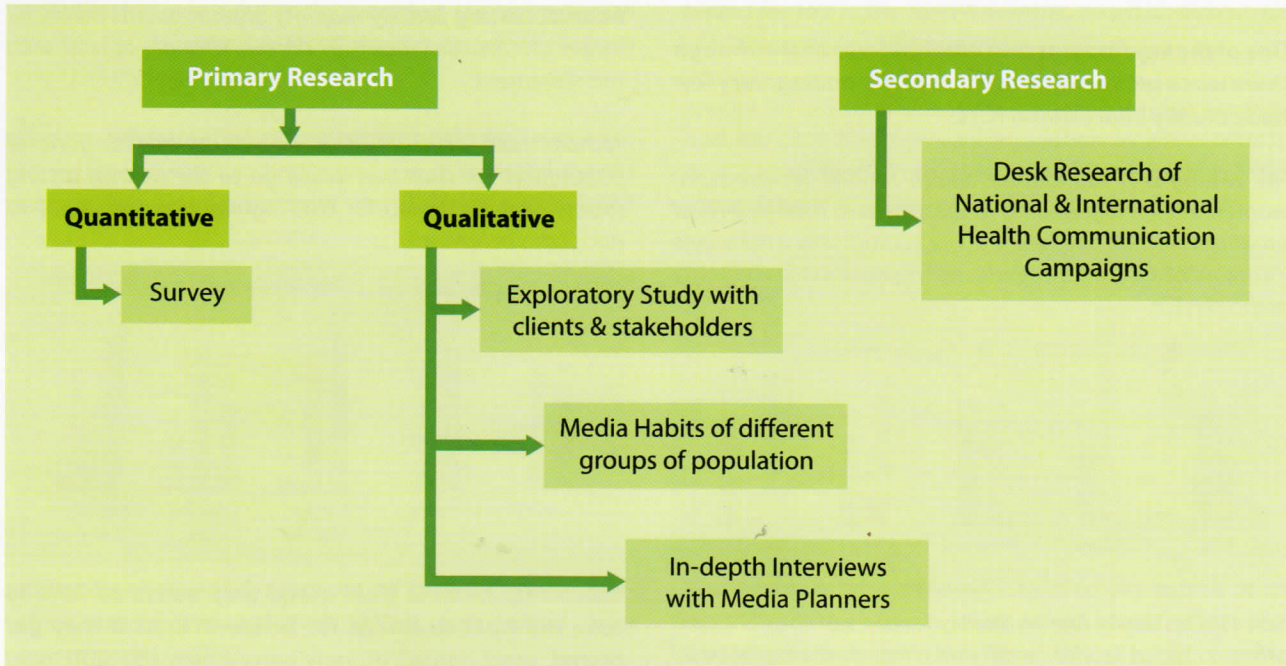 Primary Research
Quantitative
Survey
Qualitative
Exploratory Study with
clients & stakeholders
Media Habits of different
groups of population
In-depth Interviews
with Media Planners
Secondary Research
Desk Research of
National & International
Health Communication
Campaigns